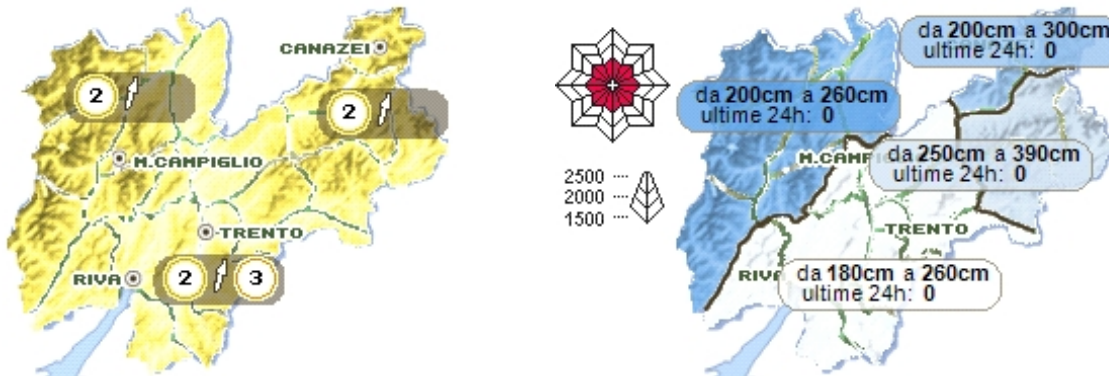 CANAZEI
2
2
M.CAMPIGLIO
TRENTO
RIVA
2
3
da 200cm a 300cm
ultime 24h: 0
da 200cm a 260cm
ultime 24h: 0
M.CAMPI
da 250cm a 390cm
ultime 24h: 0
2500
2000
1500
TRENTO
RIVA
da 180cm a 260cm
ultime 24h: 0